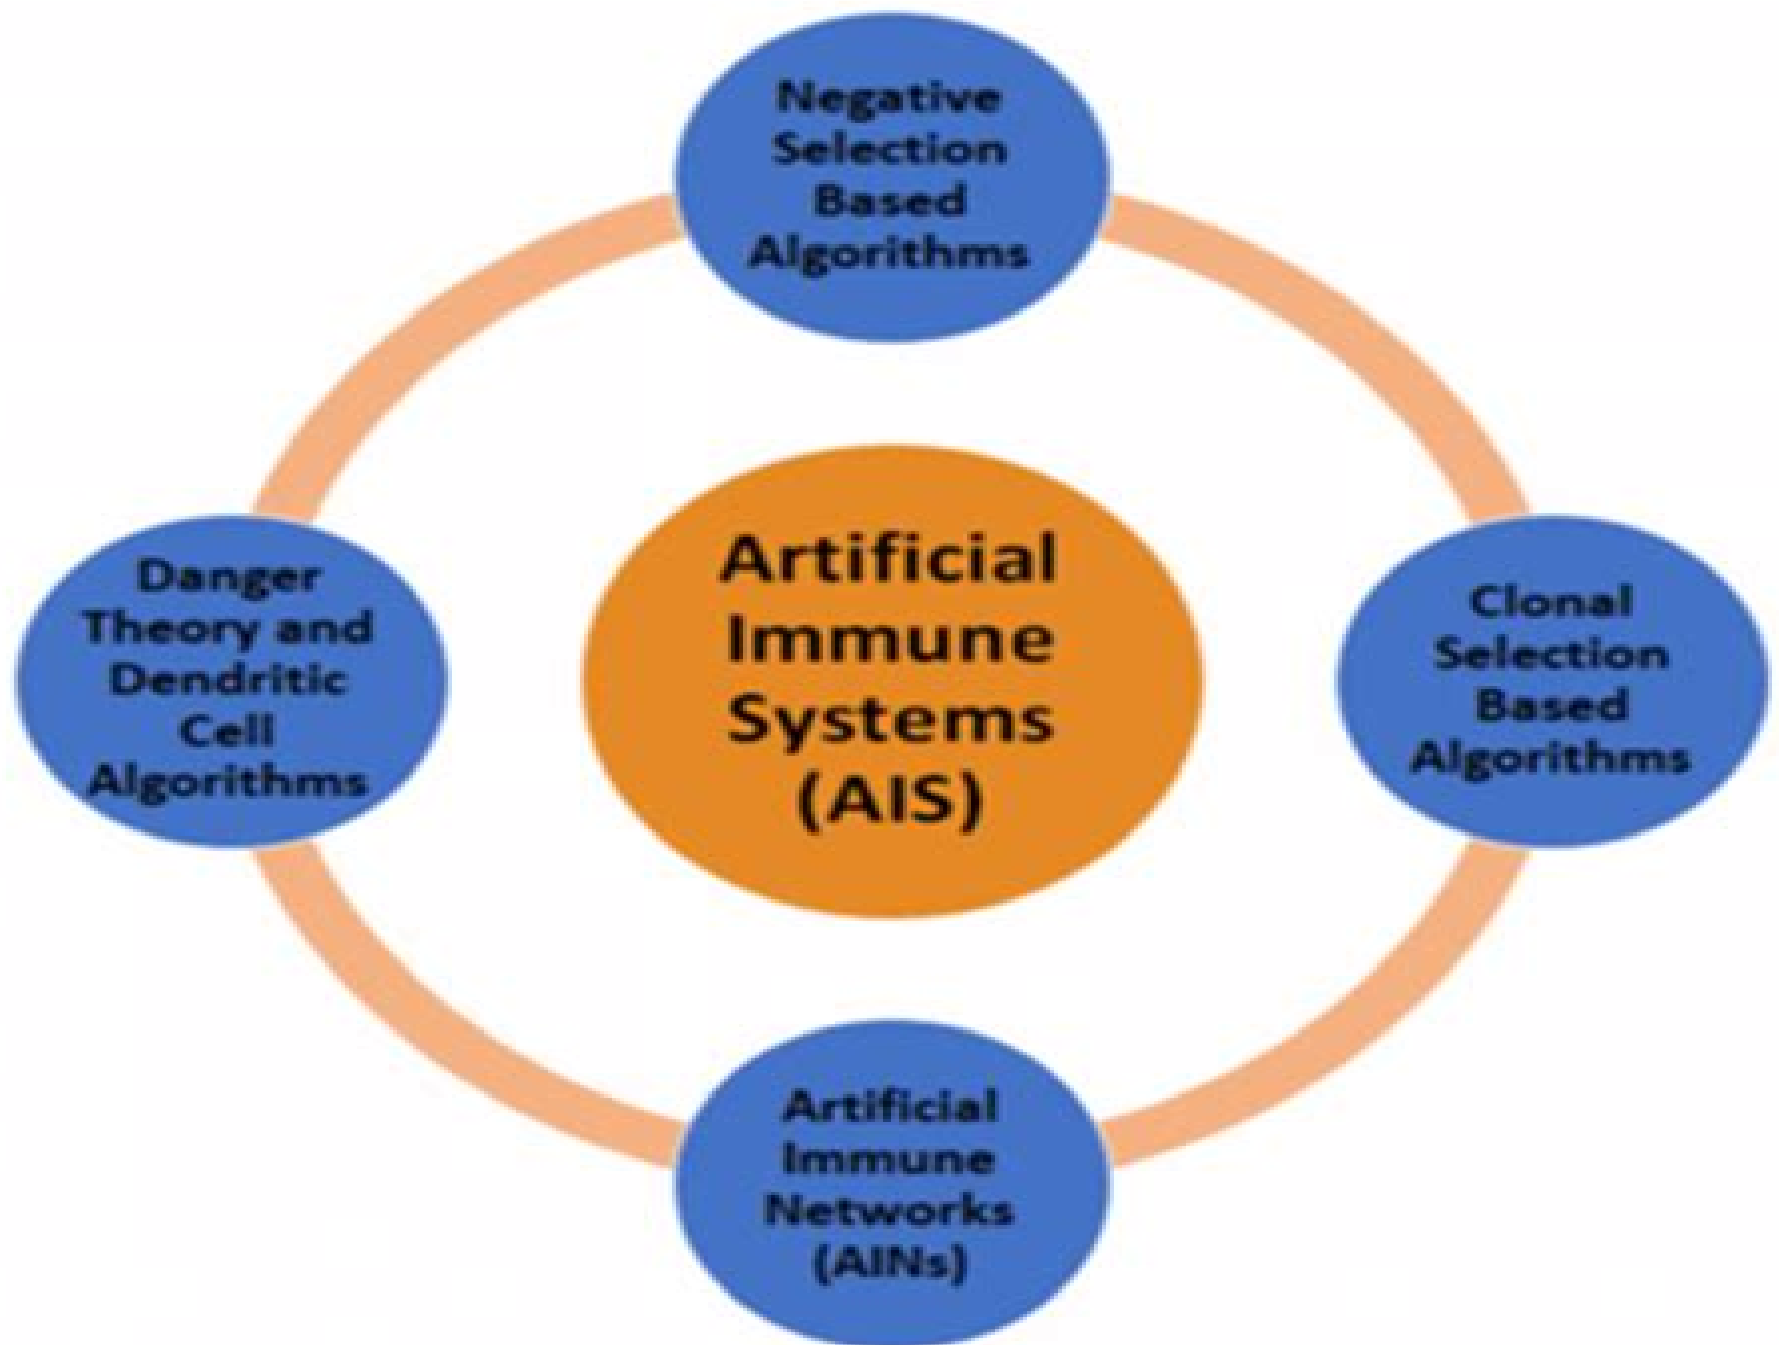 Negative
Selection
Based
Algorithms
Danger
Theory and
Dendritic
Cell
Algorithms
Artificial
Immune
Systems
(AIS)
Clonal
Selection
Based
Algorithms
Artificial
Immune
Networks
(AINs)